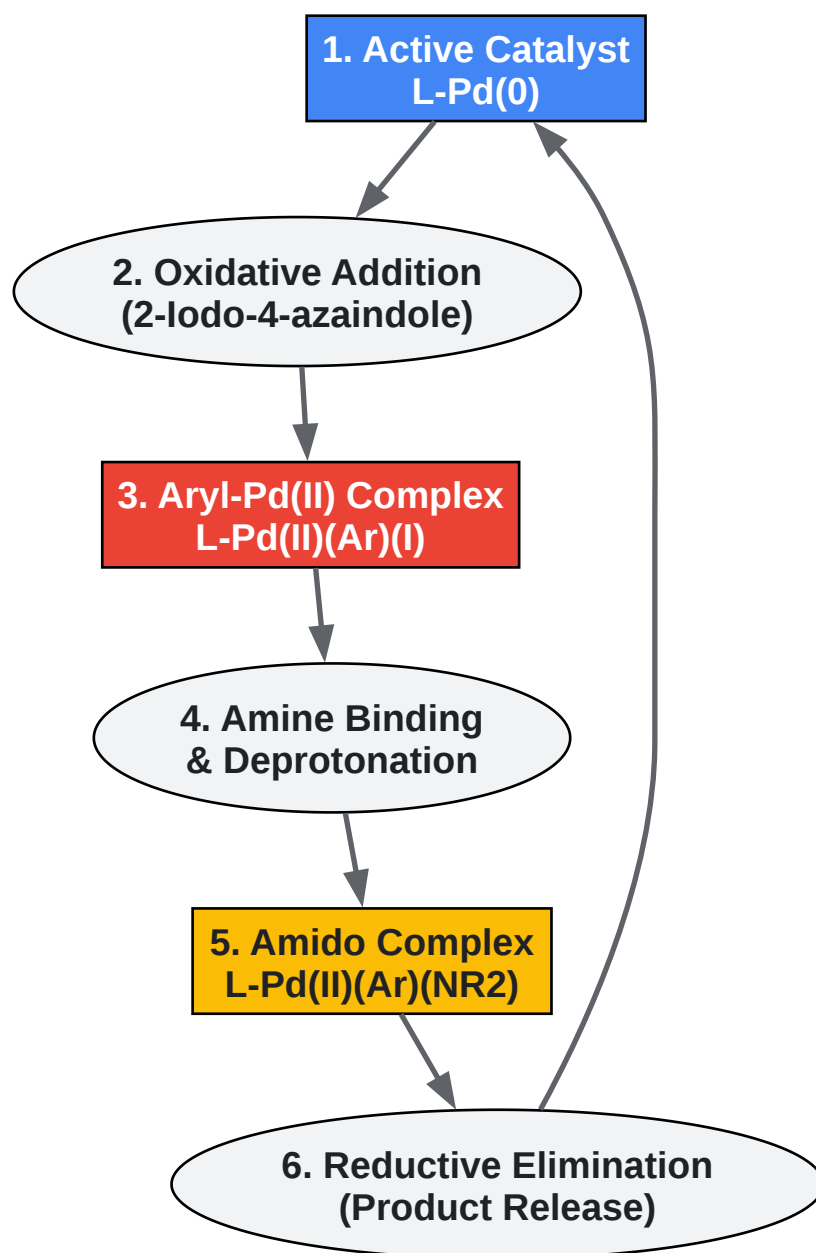 1. Active Catalyst
L-Pd(0)
2. Oxidative Addition
(2-Iodo-4-azaindole)
3. Aryl-Pd(II) Complex
L-Pd(II)(Ar)(I)
4. Amine Binding
& Deprotonation
5. Amido Complex
L-Pd(II)(Ar)(NR2)
6. Reductive Elimination
(Product Release)